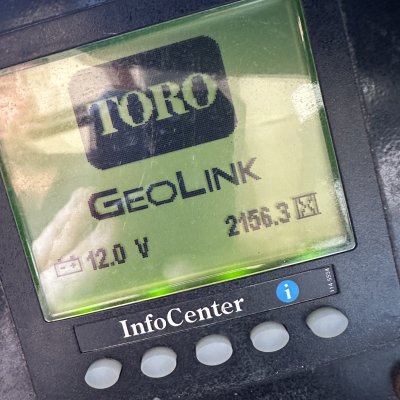 TORO
GEOLINK
2156.3
12.0 V
InfoCenter i